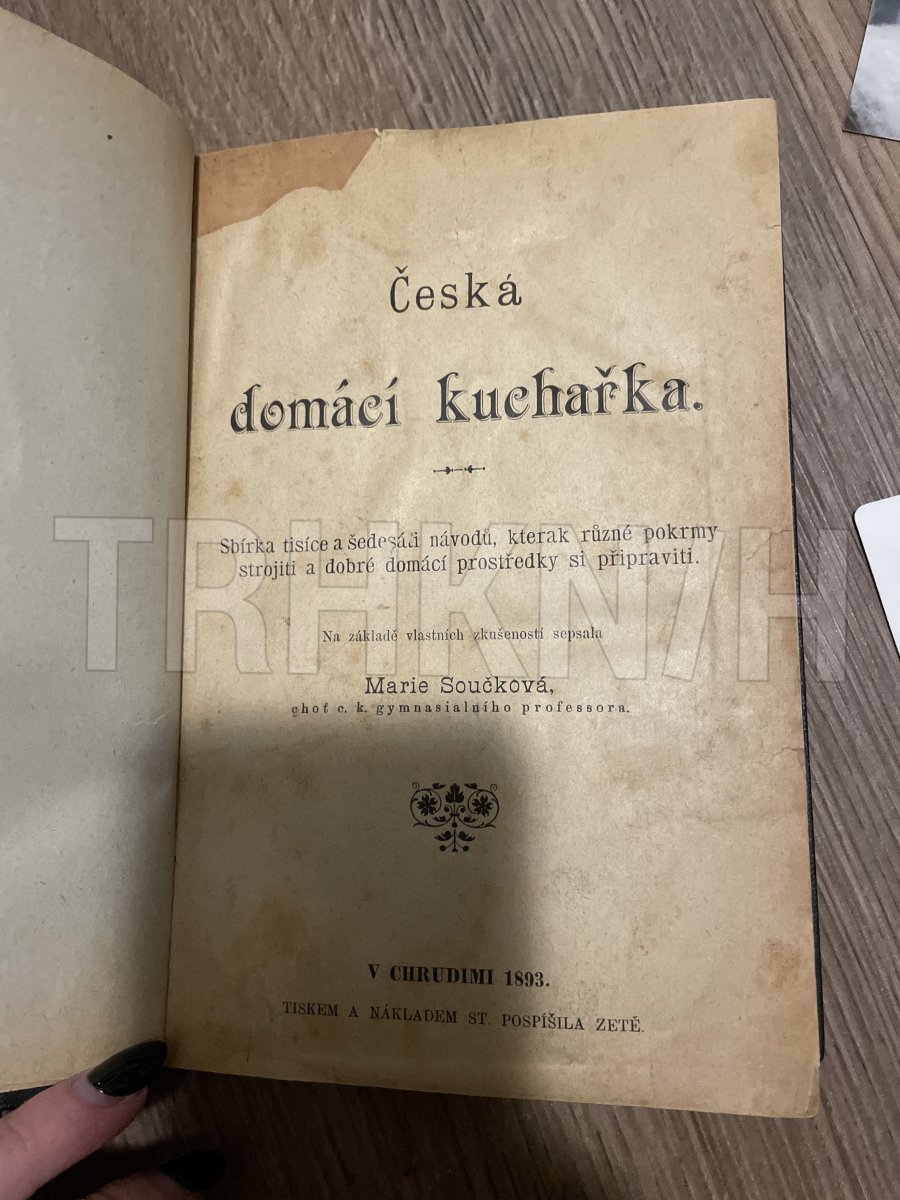 Česká
domácí kuchařka.
Sbírka tisíce a šedesáti návodů, kterak různé pokrmy
strojiti a dobré domácí prostředky si připraviti.
Na základě vlastních zkušeností sepsala
Marie Součková,
choť c. k. gymnasialního professora.
V CHRUDIMI 1893.
TISKEM A NÁKLADEM ST. POSPÍŠILA ZETĚ.
TRHKNIH